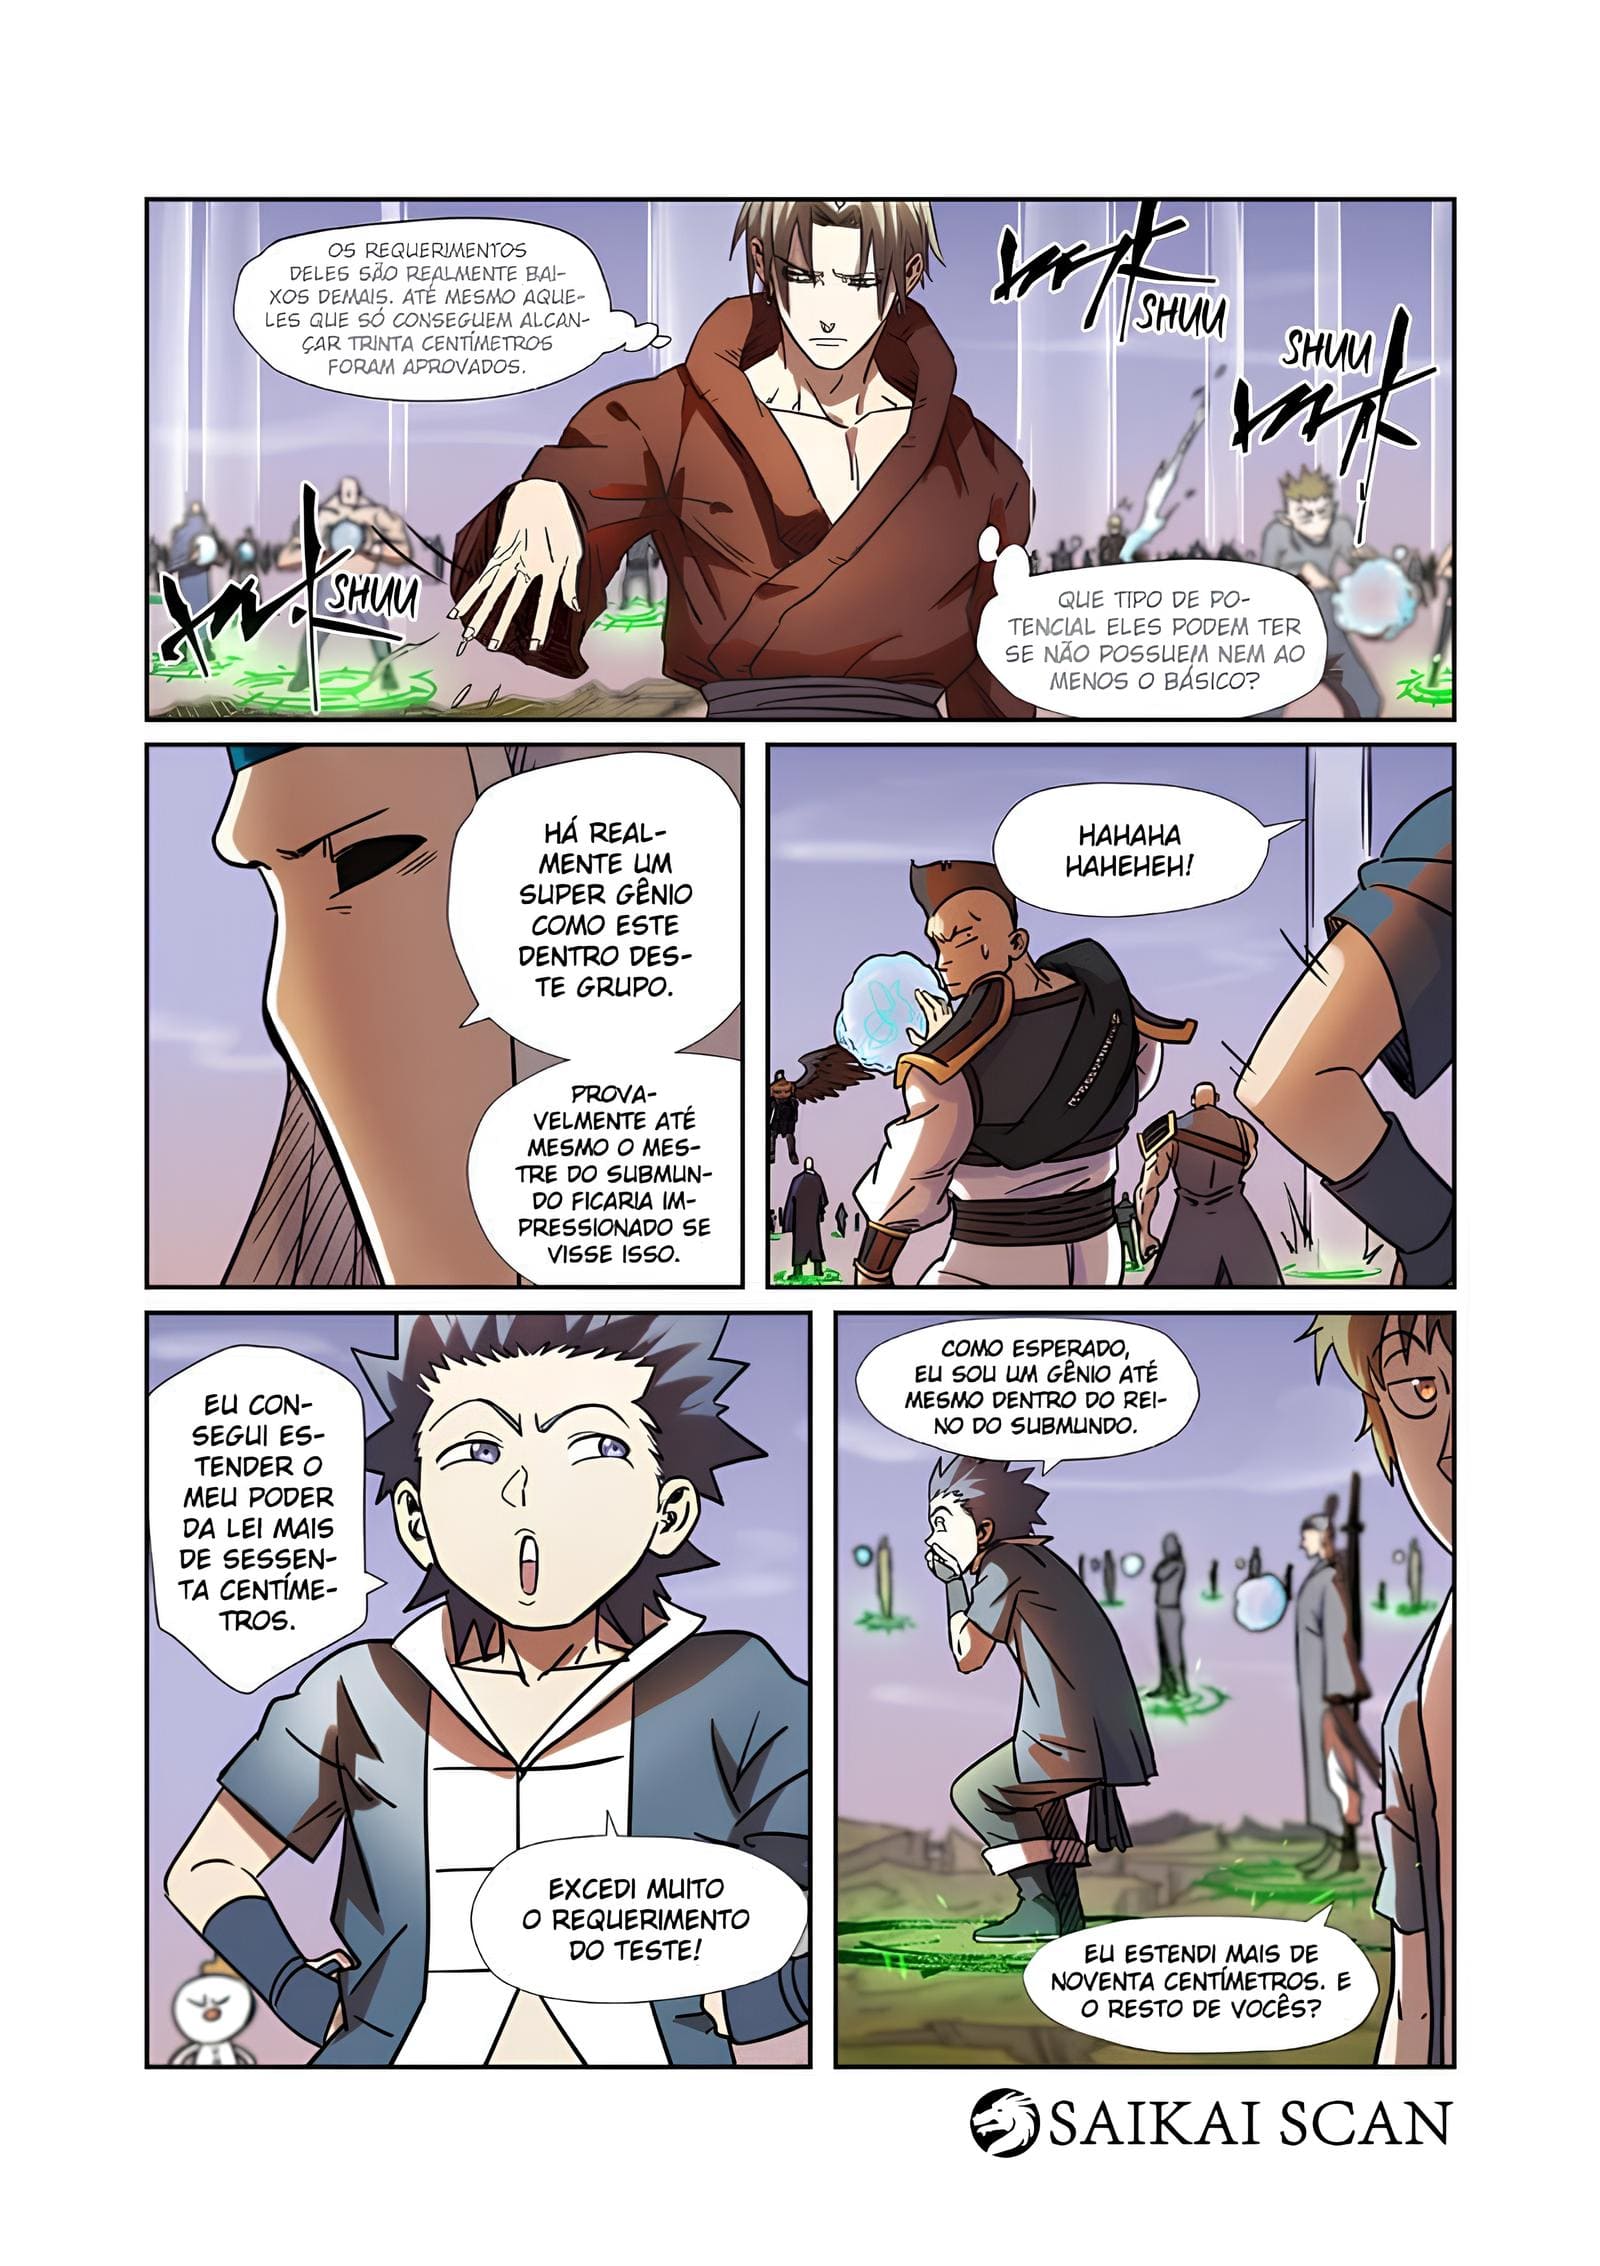 OS REQUERIMENTOS
DELES SÃO REALMENTE BAI-
XOS DEMAIS. ATÉ MESMO AQUE-
LES QUE SÓ CONSEGUEM ALCAN-
ÇAR TRINTA CENTÍMETROS
FORAM APROVADOS.
SHUU
SHUU
SHUU
QUE TIPO DE PO-
TENCIAL ELES PODEM TER
SE NÃO POSSUEM NEM AO
MENOS O BÁSICO?
HÁ REAL-
MENTE UM
SUPER GÊNIO
COMO ESTE
DENTRO DES-
TE GRUPO.
PROVA-
VELMENTE ATÉ
MESMO O MES-
TRE DO SUBMUN-
DO FICARIA IM-
PRESSIONADO SE
VISSE ISSO.
HAHAHA
HAHEHEH!
EU CON-
SEGUI ES-
TENDER O
MEU PODER
DA LEI MAIS
DE SESSEN-
TA CENTÍME-
TROS.
EXCEDI MUITO
O REQUERIMENTO
DO TESTE!
COMO ESPERADO,
EU SOU UM GÊNIO ATÉ
MESMO DENTRO DO REI-
NO DO SUBMUNDO.
EU ESTENDI MAIS DE
NOVENTA CENTÍMETROS. E
O RESTO DE VOCÊS?
SAIKAI SCAN